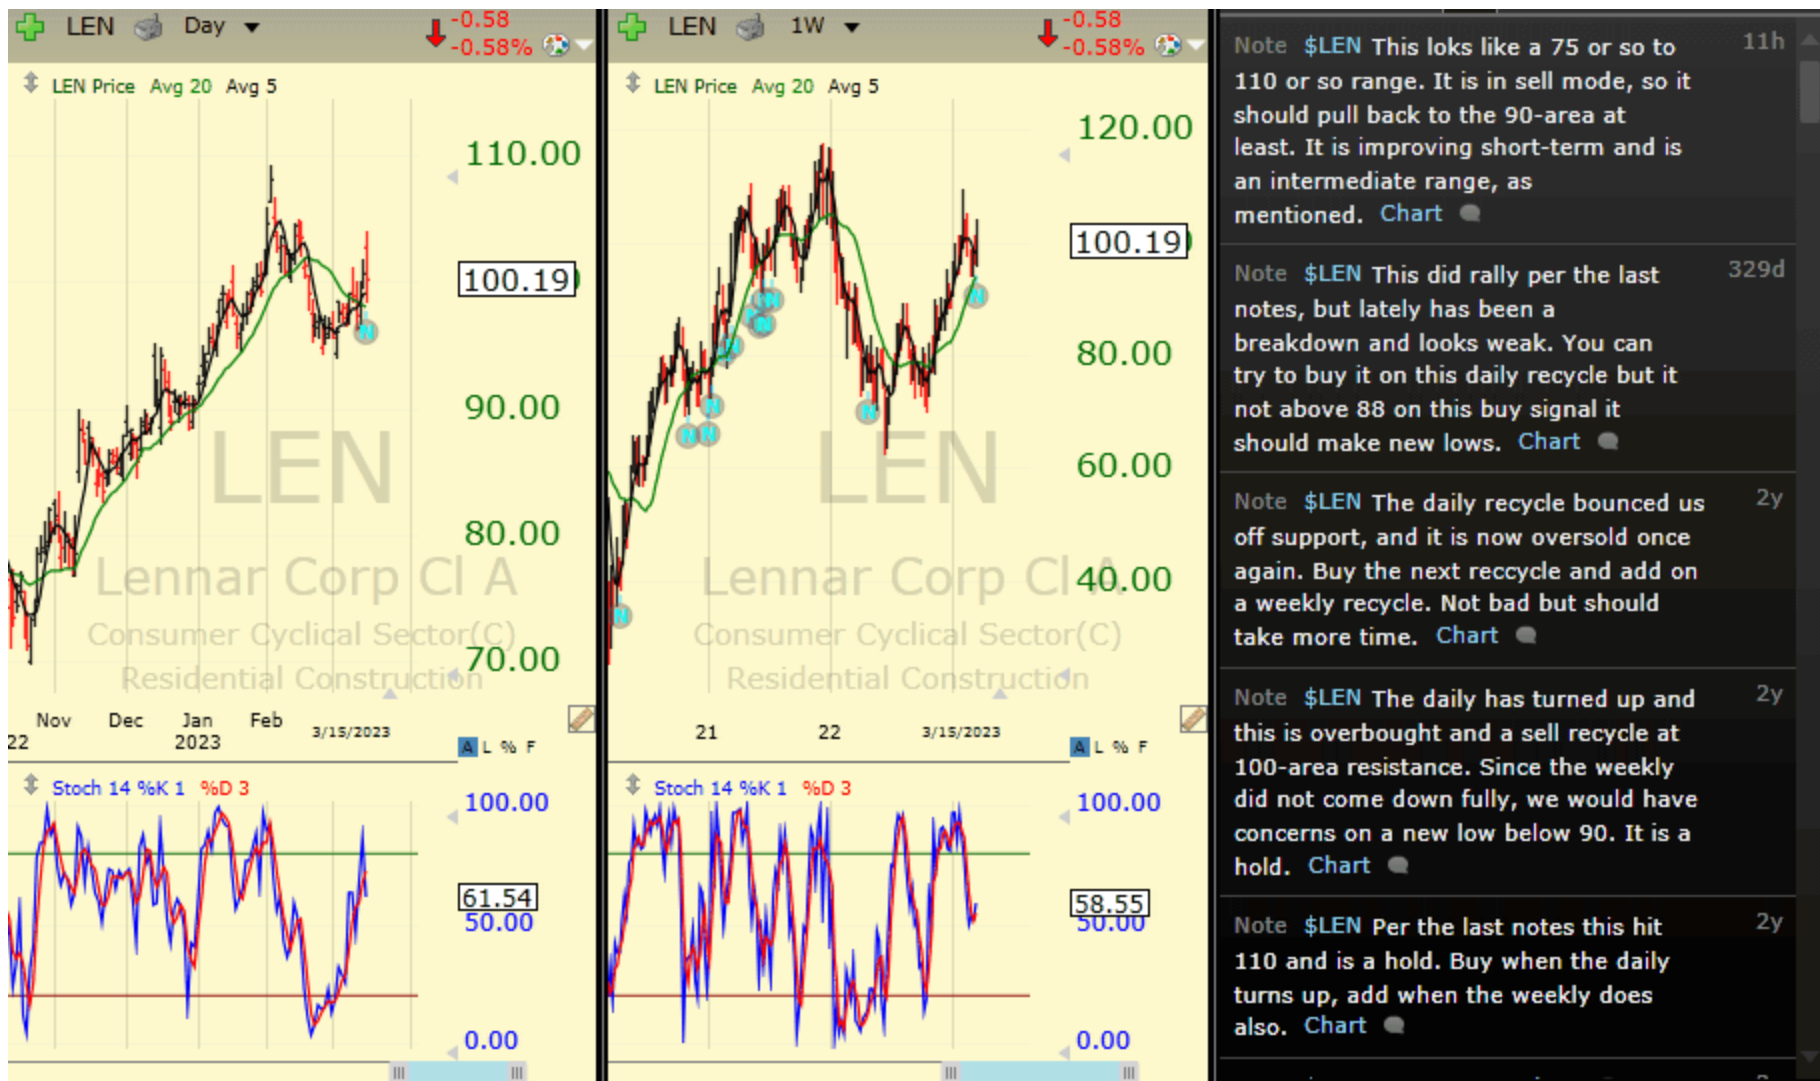 LEN Day -0.58
-0.58%
LEN Price Avg 20 Avg 5
110.00
100.19
90.00
LEN
80.00
Lennar Corp Cl A
Consumer Cyclical Sector(C)
70.00
Residential Construction
Nov Dec Jan Feb 3/15/2023
22 2023
A L % F
Stoch 14 %K 1 %D 3
100.00
61.54
50.00
0.00
LEN 1W -0.58
-0.58%
LEN Price Avg 20 Avg 5
120.00
100.19
80.00
LEN
60.00
Lennar Corp Cl A
40.00
Consumer Cyclical Sector(C)
Residential Construction
21 22 3/15/2023
A L % F
Stoch 14 %K 1 %D 3
100.00
58.55
50.00
0.00
Note $LEN This loks like a 75 or so to 11h
110 or so range. It is in sell mode, so it
should pull back to the 90-area at
least. It is improving short-term and is
an intermediate range, as
mentioned. Chart
Note $LEN This did rally per the last 329d
notes, but lately has been a
breakdown and looks weak. You can
try to buy it on this daily recycle but it
not above 88 on this buy signal it
should make new lows. Chart
Note $LEN The daily recycle bounced us 2y
off support, and it is now oversold once
again. Buy the next reccycle and add on
a weekly recycle. Not bad but should
take more time. Chart
Note $LEN The daily has turned up and 2y
this is overbought and a sell recycle at
100-area resistance. Since the weekly
did not come down fully, we would have
concerns on a new low below 90. It is a
hold. Chart
Note $LEN Per the last notes this hit 2y
110 and is a hold. Buy when the daily
turns up, add when the weekly does
also. Chart